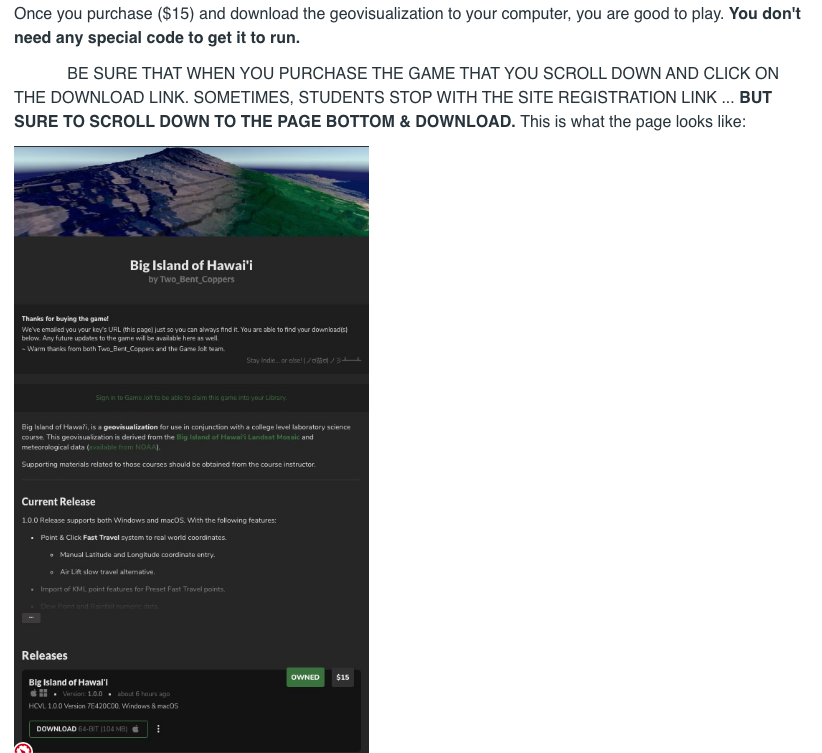 Once you purchase ($15) and download the geovisualization to your computer, you are good to play. You don't
need any special code to get it to run.
BE SURE THAT WHEN YOU PURCHASE THE GAME THAT YOU SCROLL DOWN AND CLICK ON
THE DOWNLOAD LINK. SOMETIMES, STUDENTS STOP WITH THE SITE REGISTRATION LINK ... BUT
SURE TO SCROLL DOWN TO THE PAGE BOTTOM & DOWNLOAD. This is what the page looks like:
Big Island of Hawai'i
by Two_Bent_Coppers
Thanks for buying the game!
We've emailed you your key's URL (this page) just so you can always find it. You are able to find your download(s)
below. Any future updates to the game will be available here as well.
~ Warm thanks from both Two_Bent_Coppers and the Game Jolt team.
Stay Indie... or else!
Sign in to Game Jolt to be able to claim this game into your Library.
Big Island of Hawai'i, is a geovisualization for use in conjunction with a college level laboratory science
course. This geovisualization is derived from the Big Island of Hawai'i Landsat Mosaic and
meteorological data (available from NOAA).
Supporting materials related to those courses should be obtained from the course instructor.
Current Release
1.0.0 Release supports both Windows and macOS. With the following features:
• Point & Click Fast Travel system to real world coordinates.
Manual Latitude and Longitude coordinate entry.
Air Lift slow travel alternative.
• Import of KML point features for Preset Fast Travel points.
• Dew Point and Rainfall numeric data.
Releases
Big Island of Hawai'i OWNED $15
• Version: 1.0.0 • about 6 hours ago
HCVL 1.0.0 Version 7E420C00, Windows & macOS
DOWNLOAD 64-BIT (104 MB)